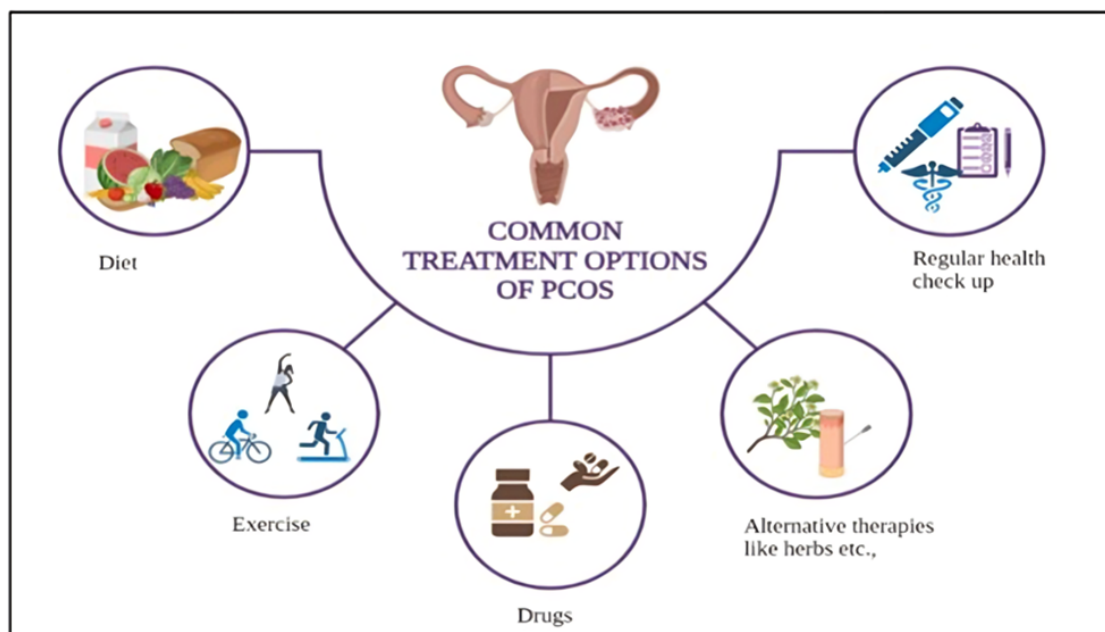 COMMON
TREATMENT OPTIONS
OF PCOS
Diet
Regular health
check up
Exercise
Alternative therapies
like herbs etc.,
Drugs